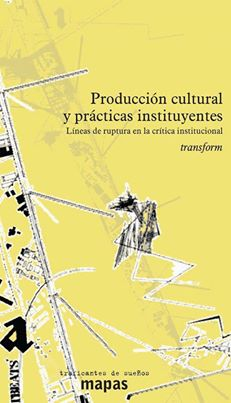 Producción cultural
y prácticas instituyentes
Líneas de ruptura en la crítica institucional
transform
a
traficantes de sueños
mapas